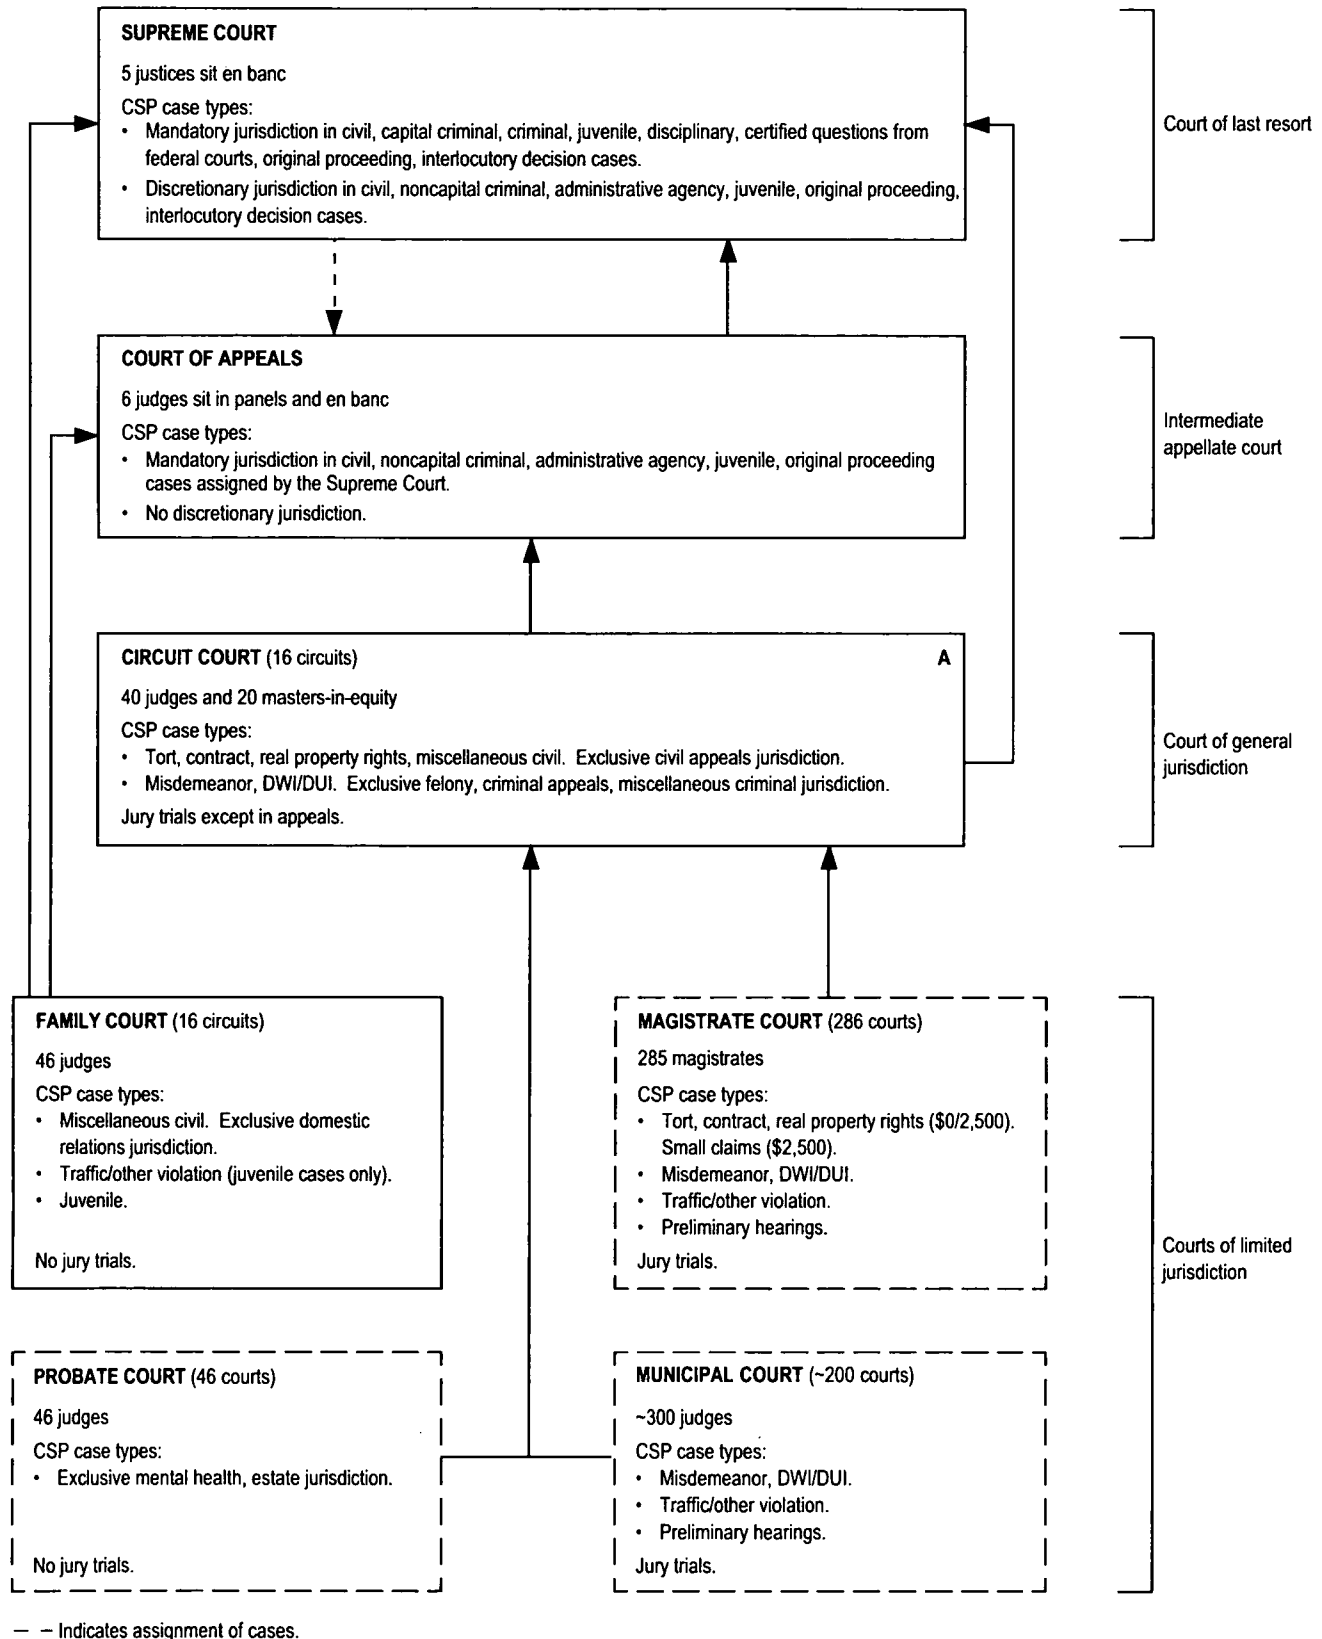 SUPREME COURT
5 justices sit en banc
CSP case types:
• Mandatory jurisdiction in civil, capital criminal, criminal, juvenile, disciplinary, certified questions from
federal courts, original proceeding, interlocutory decision cases.
• Discretionary jurisdiction in civil, noncapital criminal, administrative agency, juvenile, original proceeding,
interlocutory decision cases.
Court of last resort
COURT OF APPEALS
6 judges sit in panels and en banc
CSP case types:
• Mandatory jurisdiction in civil, noncapital criminal, administrative agency, juvenile, original proceeding
cases assigned by the Supreme Court.
• No discretionary jurisdiction.
Intermediate
appellate court
CIRCUIT COURT (16 circuits) A
40 judges and 20 masters-in-equity
CSP case types:
• Tort, contract, real property rights, miscellaneous civil. Exclusive civil appeals jurisdiction.
• Misdemeanor, DWI/DUI. Exclusive felony, criminal appeals, miscellaneous criminal jurisdiction.
Jury trials except in appeals.
Court of general
jurisdiction
FAMILY COURT (16 circuits)
46 judges
CSP case types:
• Miscellaneous civil. Exclusive domestic
relations jurisdiction.
• Traffic/other violation (juvenile cases only).
• Juvenile.
No jury trials.
MAGISTRATE COURT (286 courts)
285 magistrates
CSP case types:
• Tort, contract, real property rights ($0/2,500).
Small claims ($2,500).
• Misdemeanor, DWI/DUI.
• Traffic/other violation.
• Preliminary hearings.
Jury trials.
Courts of limited
jurisdiction
PROBATE COURT (46 courts)
46 judges
CSP case types:
• Exclusive mental health, estate jurisdiction.
No jury trials.
MUNICIPAL COURT (~200 courts)
~300 judges
CSP case types:
• Misdemeanor, DWI/DUI.
• Traffic/other violation.
• Preliminary hearings.
Jury trials.
— – Indicates assignment of cases.